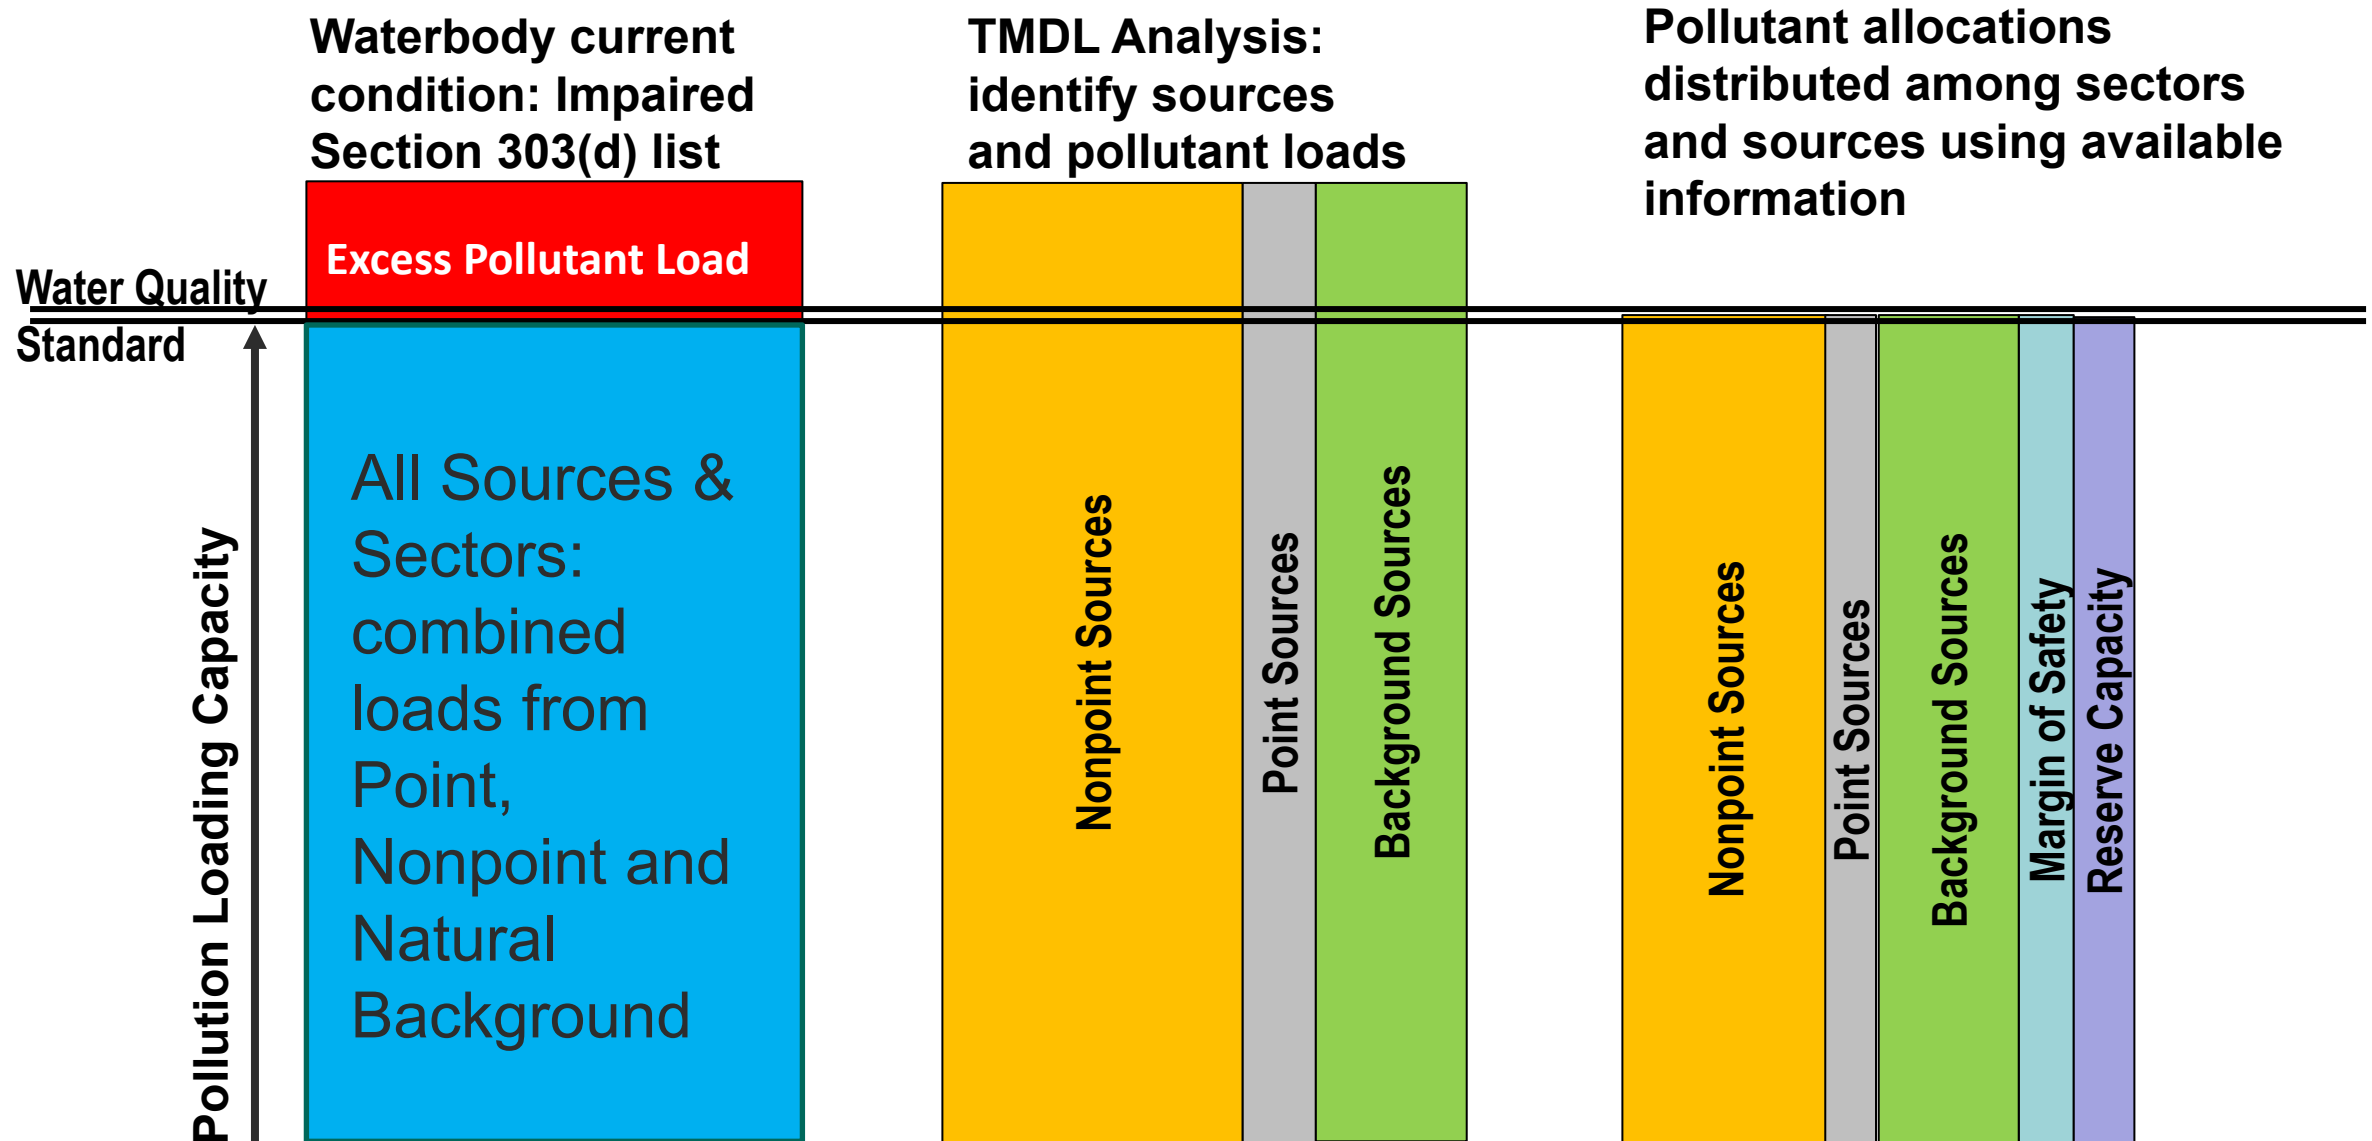 Waterbody current
condition: Impaired
Section 303(d) list
TMDL Analysis:
identify sources
and pollutant loads
Pollutant allocations
distributed among sectors
and sources using available
information
Excess Pollutant Load
Water Quality
Standard
Pollution Loading Capacity
All Sources &
Sectors:
combined
loads from
Point,
Nonpoint and
Natural
Background
Nonpoint Sources
Point Sources
Background Sources
Nonpoint Sources
Point Sources
Background Sources
Margin of Safety
Reserve Capacity